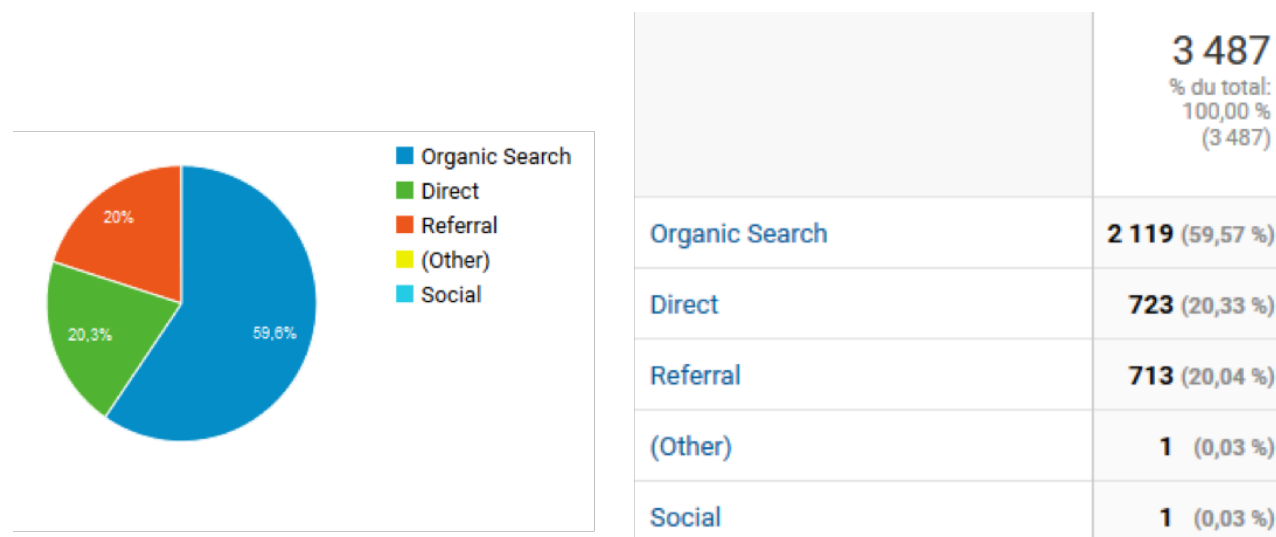 Organic Search
Direct
Referral
(Other)
Social
20%
20,3%
59,6%
3 487
% du total:
100,00 %
(3 487)
Organic Search 2 119 (59,57 %)
Direct 723 (20,33 %)
Referral 713 (20,04 %)
(Other) 1 (0,03 %)
Social 1 (0,03 %)